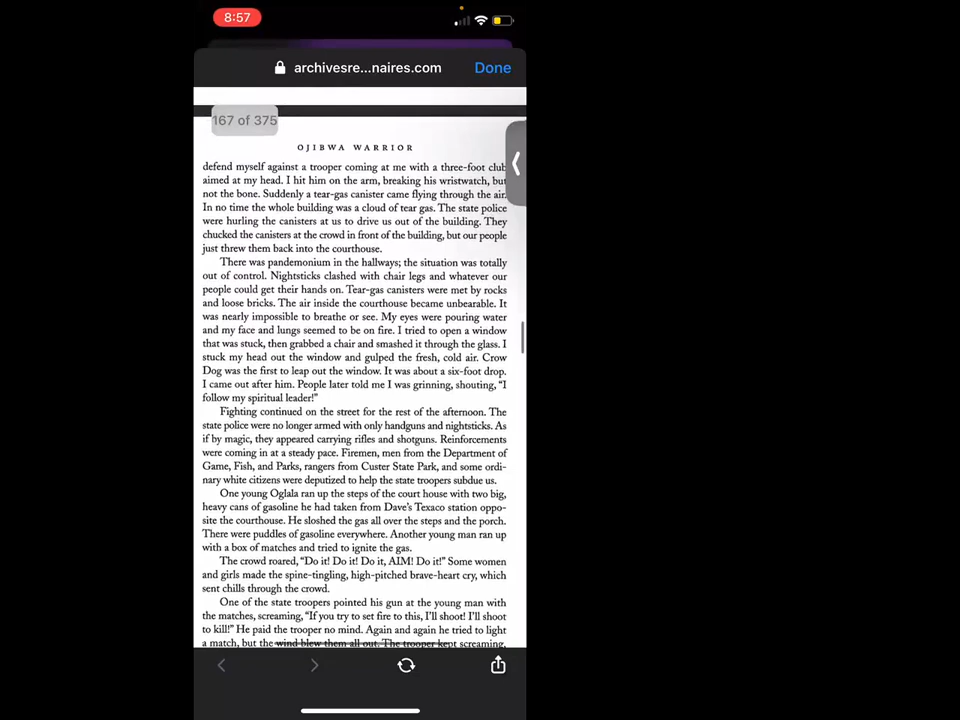 8:57
archivesre...naires.com
Done
167 of 375
OJIBWA WARRIOR
defend myself against a trooper coming at me with a three-foot club
aimed at my head. I hit him on the arm, breaking his wristwatch, but
not the bone. Suddenly a tear-gas canister came flying through the air.
In no time the whole building was a cloud of tear gas. The state police
were hurling the canisters at us to drive us out of the building. They
chucked the canisters at the crowd in front of the building, but our people
just threw them back into the courthouse.
There was pandemonium in the hallways; the situation was totally
out of control. Nightsticks clashed with chair legs and whatever our
people could get their hands on. Tear-gas canisters were met by rocks
and loose bricks. The air inside the courthouse became unbearable. It
was nearly impossible to breathe or see. My eyes were pouring water
and my face and lungs seemed to be on fire. I tried to open a window
that was stuck, then grabbed a chair and smashed it through the glass. I
stuck my head out the window and gulped the fresh, cold air. Crow
Dog was the first to leap out the window. It was about a six-foot drop.
I came out after him. People later told me I was grinning, shouting, “I
follow my spiritual leader!”
Fighting continued on the street for the rest of the afternoon. The
state police were no longer armed with only handguns and nightsticks. As
if by magic, they appeared carrying rifles and shotguns. Reinforcements
were coming in at a steady pace. Firemen, men from the Department of
Game, Fish, and Parks, rangers from Custer State Park, and some ordi-
nary white citizens were deputized to help the state troopers subdue us.
One young Oglala ran up the steps of the court house with two big,
heavy cans of gasoline he had taken from Dave’s Texaco station oppo-
site the courthouse. He sloshed the gas all over the steps and the porch.
There were puddles of gasoline everywhere. Another young man ran up
with a box of matches and tried to ignite the gas.
The crowd roared, “Do it! Do it! Do it, AIM! Do it!” Some women
and girls made the spine-tingling, high-pitched brave-heart cry, which
sent chills through the crowd.
One of the state troopers pointed his gun at the young man with
the matches, screaming, “If you try to set fire to this, I’ll shoot! I’ll shoot
to kill!” He paid the trooper no mind. Again and again he tried to light
a match, but the wind blew them all out. The trooper kept screaming,